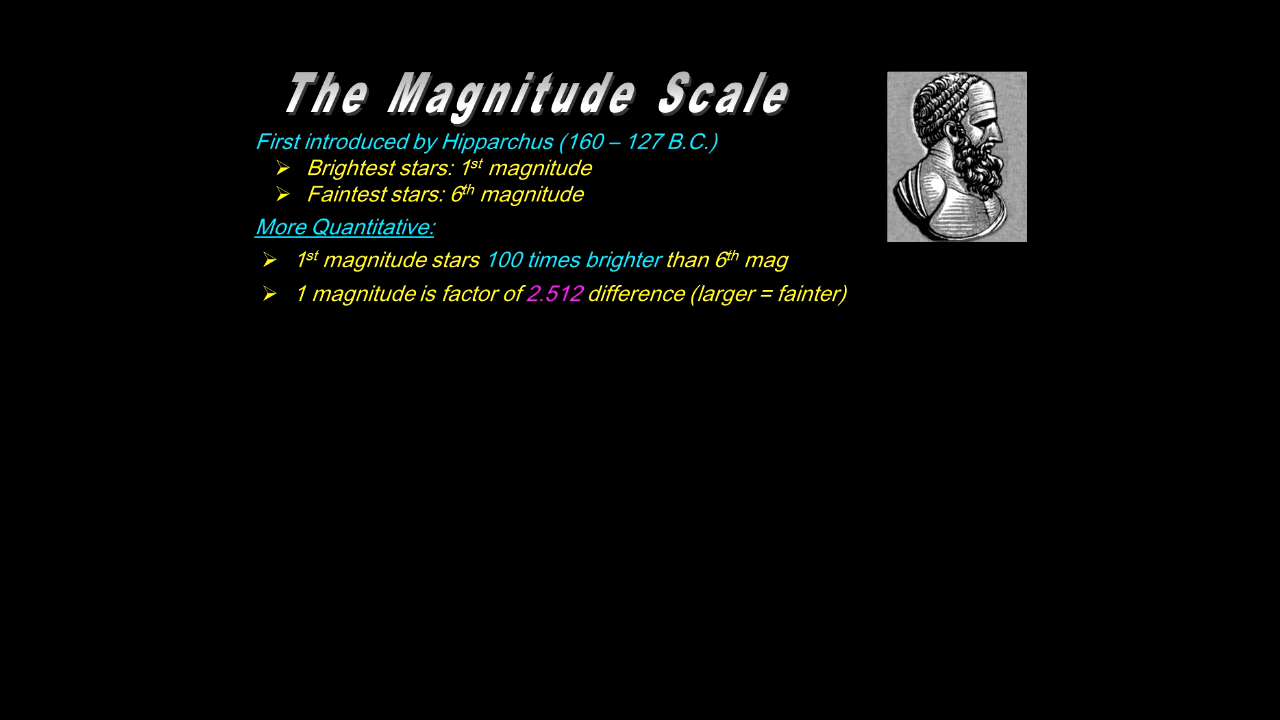 The Magnitude Scale
First introduced by Hipparchus (160 – 127 B.C.)
➢ Brightest stars: 1st magnitude
➢ Faintest stars: 6th magnitude
More Quantitative:
➢ 1st magnitude stars 100 times brighter than 6th mag
➢ 1 magnitude is factor of 2.512 difference (larger = fainter)